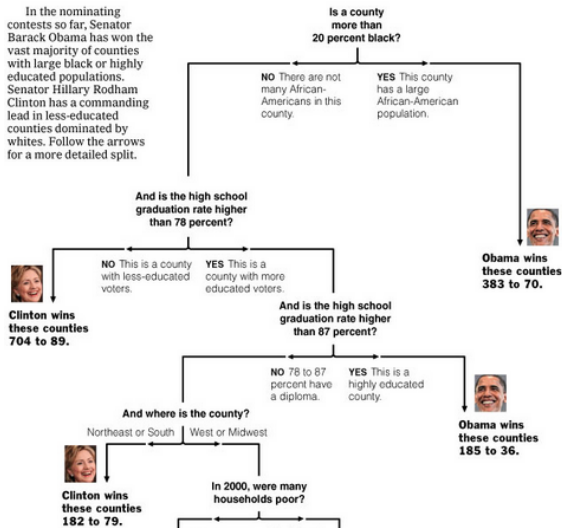 In the nominating
contests so far, Senator
Barack Obama has won the
vast majority of counties
with large black or highly
educated populations.
Senator Hillary Rodham
Clinton has a commanding
lead in less-educated
counties dominated by
whites. Follow the arrows
for a more detailed split.
Is a county
more than
20 percent black?
NO There are not
many African-
Americans in this
county.
YES This county
has a large
African-American
population.
And is the high school
graduation rate higher
than 78 percent?
Obama wins
these counties
383 to 70.
NO This is a county
with less-educated
voters.
YES This is a
county with more
educated voters.
Clinton wins
these counties
704 to 89.
And is the high school
graduation rate higher
than 87 percent?
NO 78 to 87
percent have
a diploma.
YES This is a
highly educated
county.
Obama wins
these counties
185 to 36.
And where is the county?
Northeast or South
West or Midwest
Clinton wins
these counties
182 to 79.
In 2000, were many
households poor?